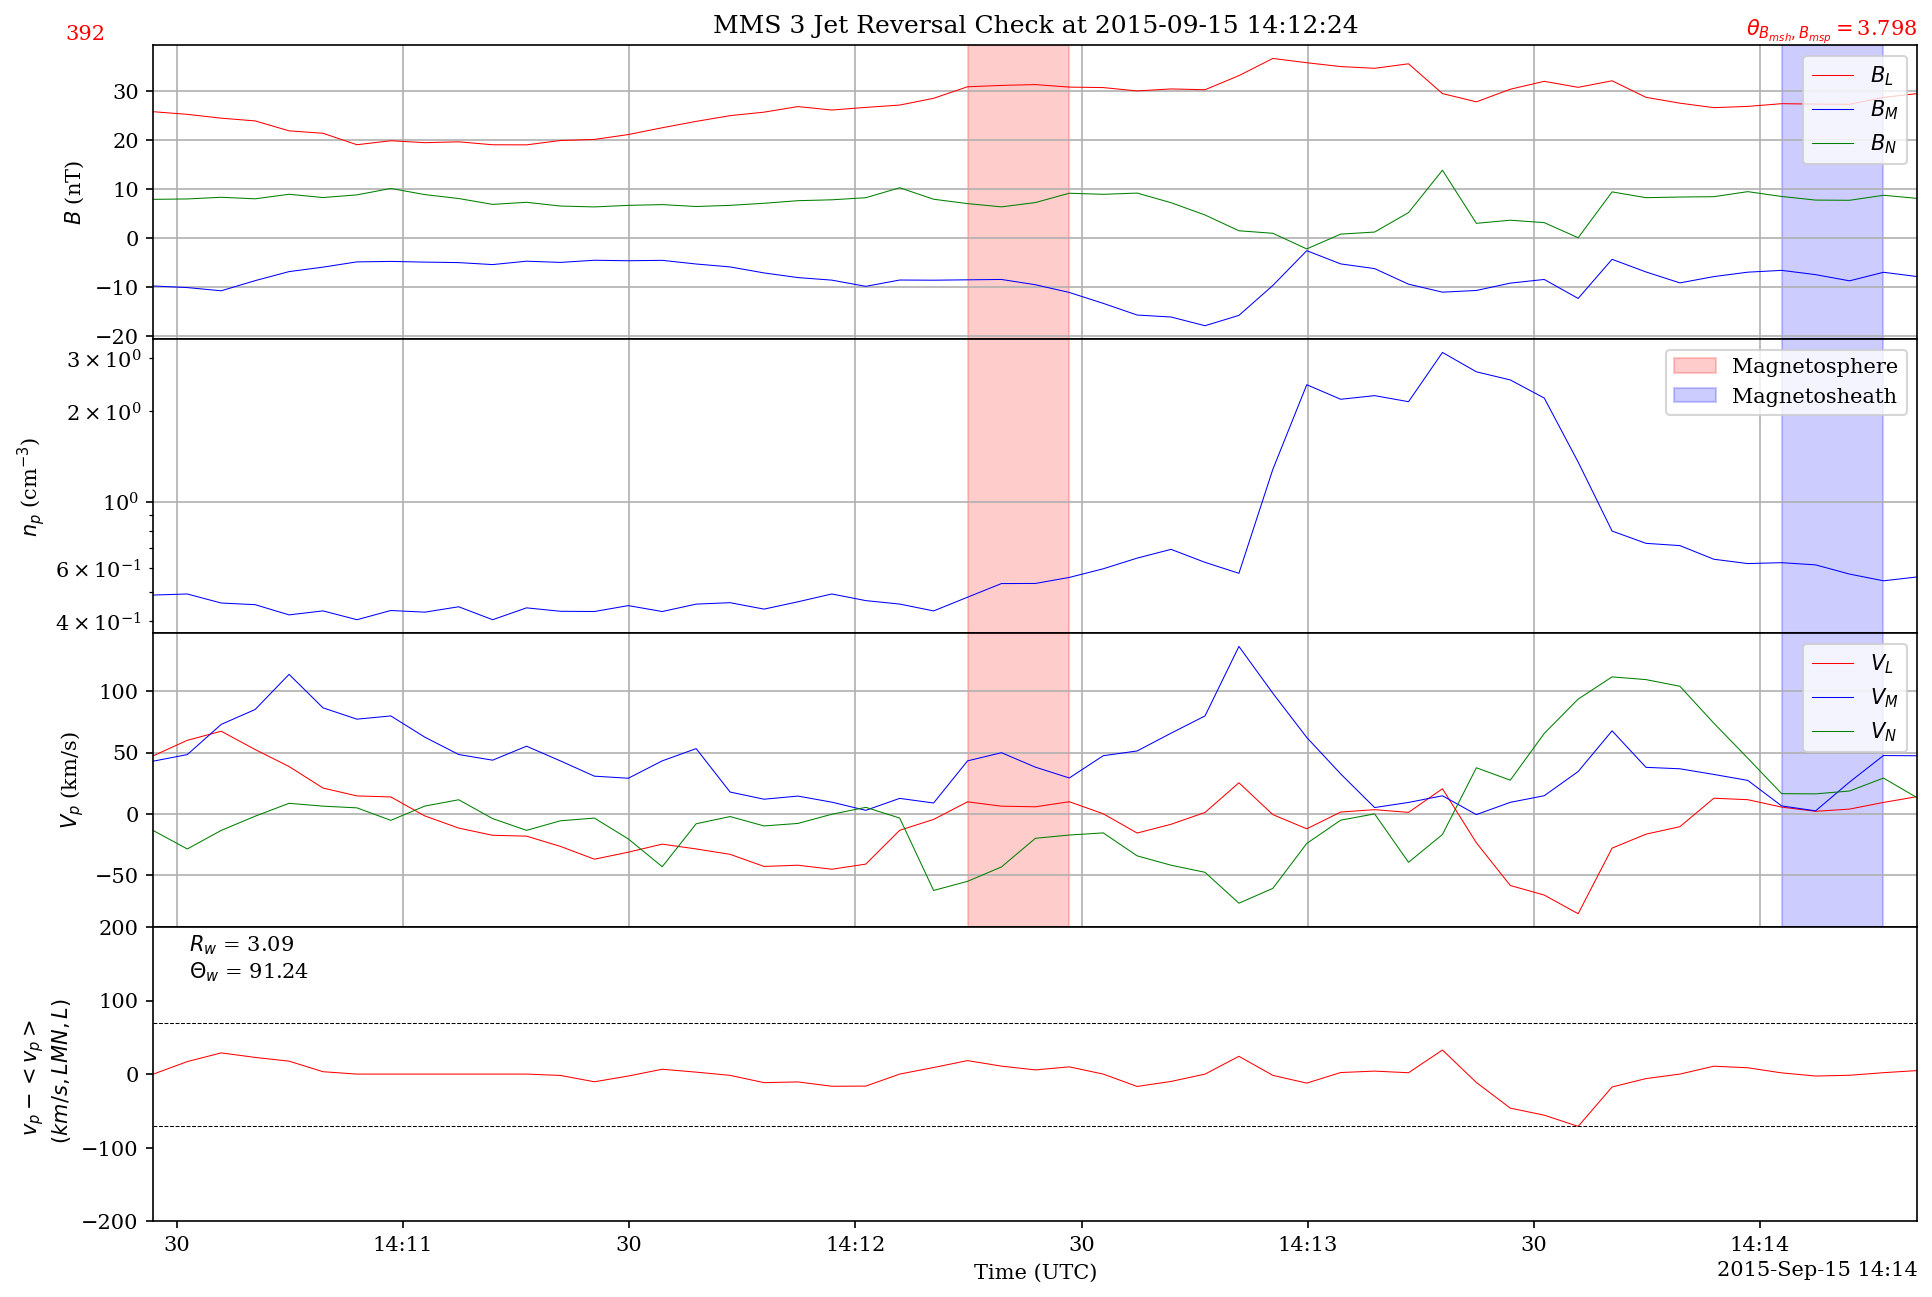 MMS 3 Jet Reversal Check at 2015-09-15 14:12:24
392
θ_{B_{msh}, B_{msp}} = 3.798
B (nT)
30
20
10
0
−10
−20
B_L
B_M
B_N
n_p (cm^{−3})
3 × 10^0
2 × 10^0
10^0
6 × 10^{−1}
4 × 10^{−1}
Magnetosphere
Magnetosheath
V_p (km/s)
100
50
0
−50
V_L
V_M
V_N
v_p − < v_p >
(km/s, LMN, L)
200
100
0
−100
−200
R_w = 3.09
Θ_w = 91.24
30 14:11 30 14:12 30 14:13 30 14:14
Time (UTC)
2015-Sep-15 14:14